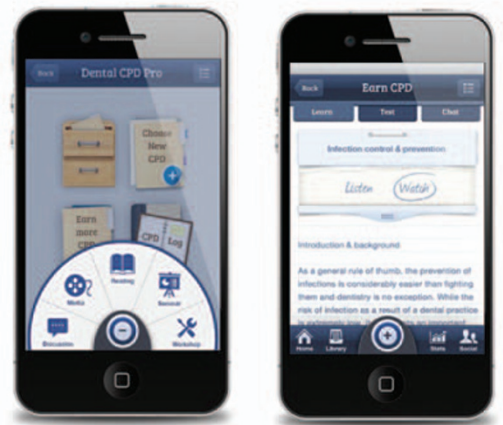 Back
Dental CPD Pro
Choose
New
CPD
Earn
more
CPD
CPD
Log
Reading
Media
Seminar
Discussion
Workshop
Back
Earn CPD
Learn
Test
Chat
Infection control & prevention
Listen
Watch
Introduction & background
As a general rule of thumb, the prevention of
infections is considerably easier than fighting
them and dentistry is no exception. While the
risk of infection as a result of a dental practice
Home
Library
Stats
Social